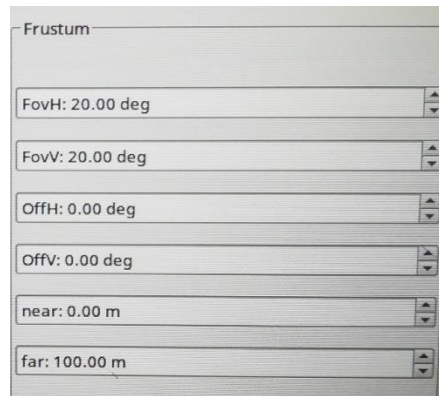 Frustum
FovH: 20.00 deg
FovV: 20.00 deg
OffH: 0.00 deg
OffV: 0.00 deg
near: 0.00 m
far: 100.00 m